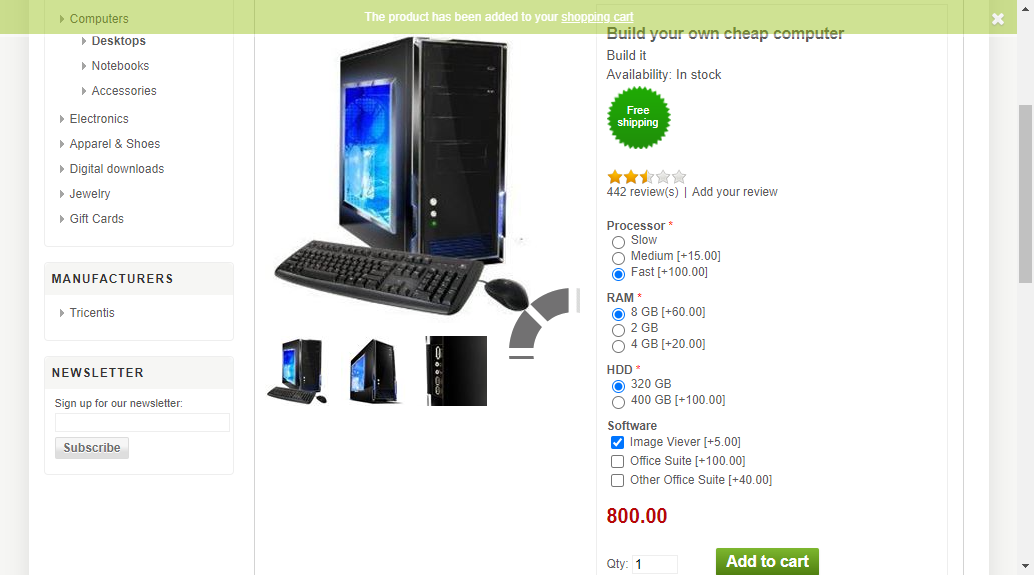 The product has been added to your shopping cart
Computers
Desktops
Notebooks
Accessories
Electronics
Apparel & Shoes
Digital downloads
Jewelry
Gift Cards
MANUFACTURERS
Tricentis
NEWSLETTER
Sign up for our newsletter:
Subscribe
Build your own cheap computer
Build it
Availability: In stock
Free
shipping
442 review(s) | Add your review
Processor *
Slow
Medium [+15.00]
Fast [+100.00]
RAM *
8 GB [+60.00]
2 GB
4 GB [+20.00]
HDD *
320 GB
400 GB [+100.00]
Software
Image Viever [+5.00]
Office Suite [+100.00]
Other Office Suite [+40.00]
800.00
Qty: 1
Add to cart